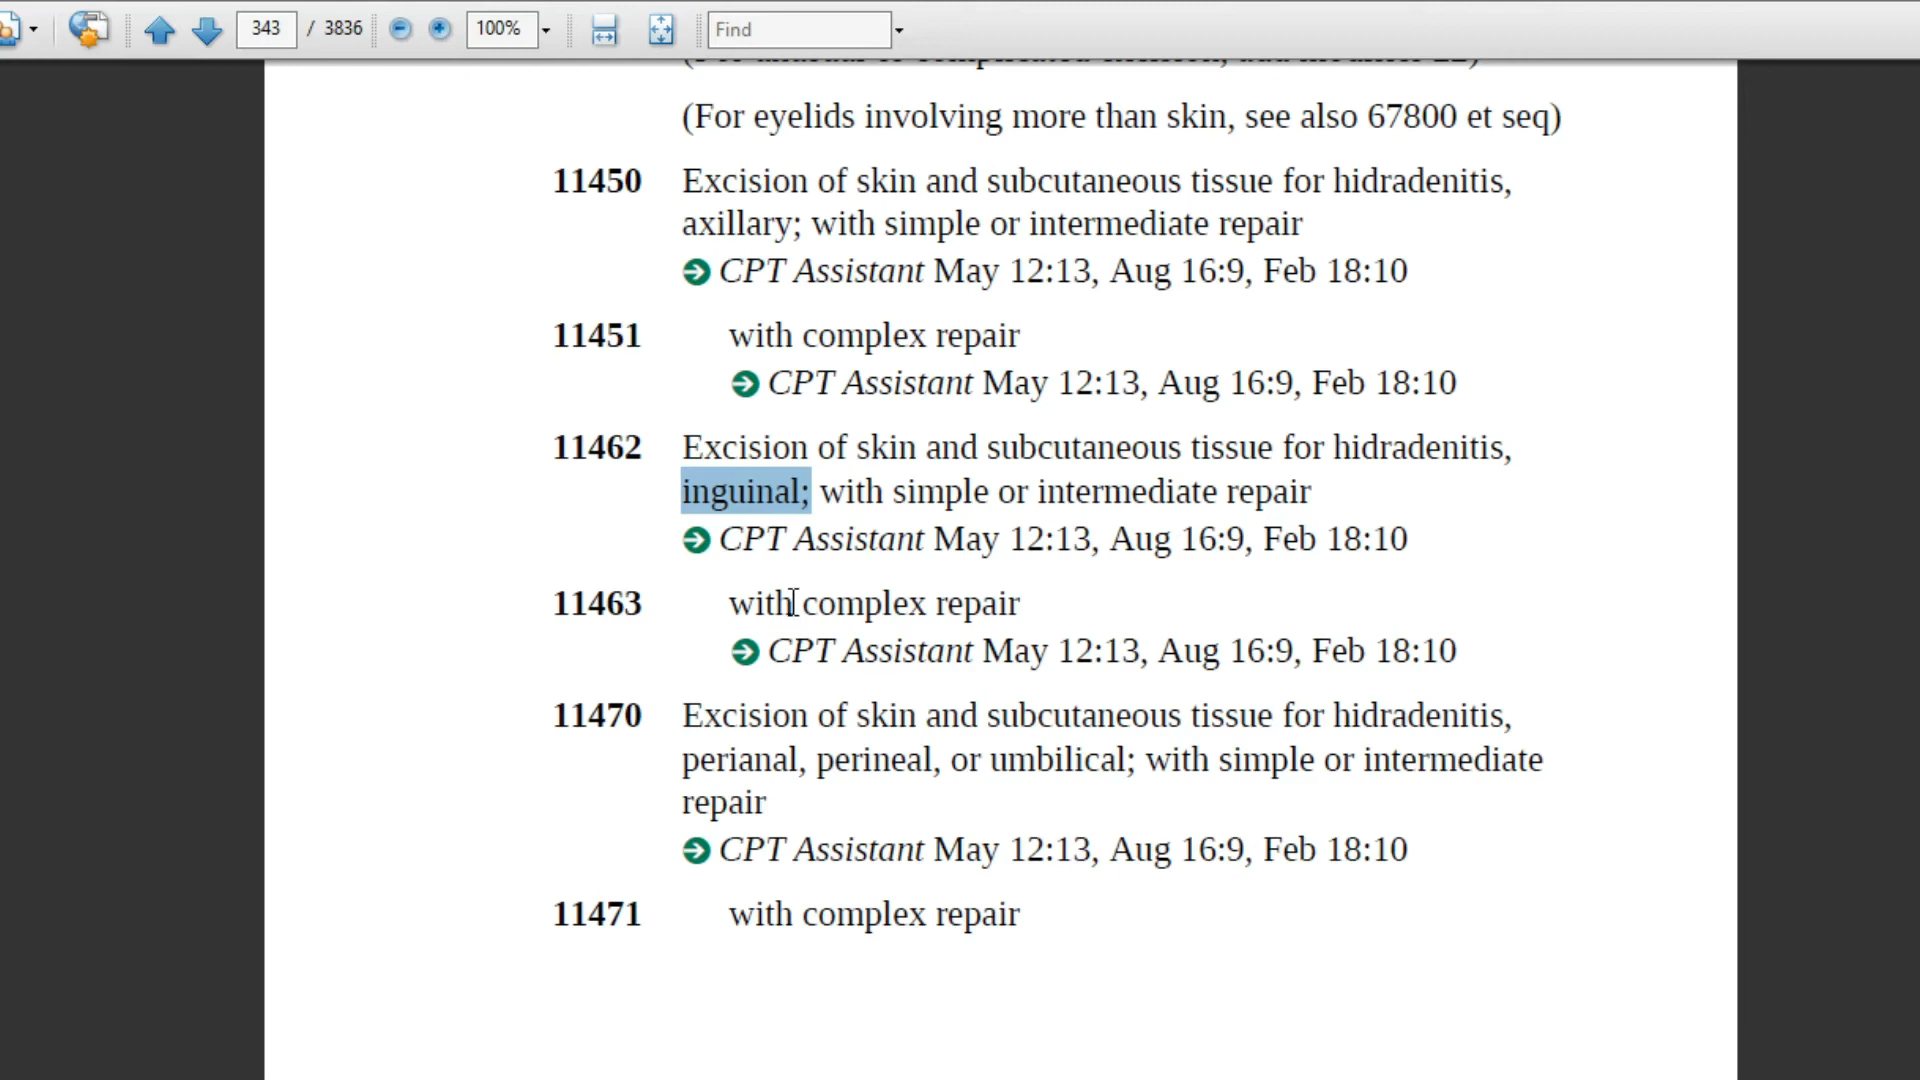 343 / 3836 100% Find
(For eyelids involving more than skin, see also 67800 et seq)
11450 Excision of skin and subcutaneous tissue for hidradenitis,
axillary; with simple or intermediate repair
CPT Assistant May 12:13, Aug 16:9, Feb 18:10
11451 with complex repair
CPT Assistant May 12:13, Aug 16:9, Feb 18:10
11462 Excision of skin and subcutaneous tissue for hidradenitis,
inguinal; with simple or intermediate repair
CPT Assistant May 12:13, Aug 16:9, Feb 18:10
11463 with complex repair
CPT Assistant May 12:13, Aug 16:9, Feb 18:10
11470 Excision of skin and subcutaneous tissue for hidradenitis,
perianal, perineal, or umbilical; with simple or intermediate
repair
CPT Assistant May 12:13, Aug 16:9, Feb 18:10
11471 with complex repair